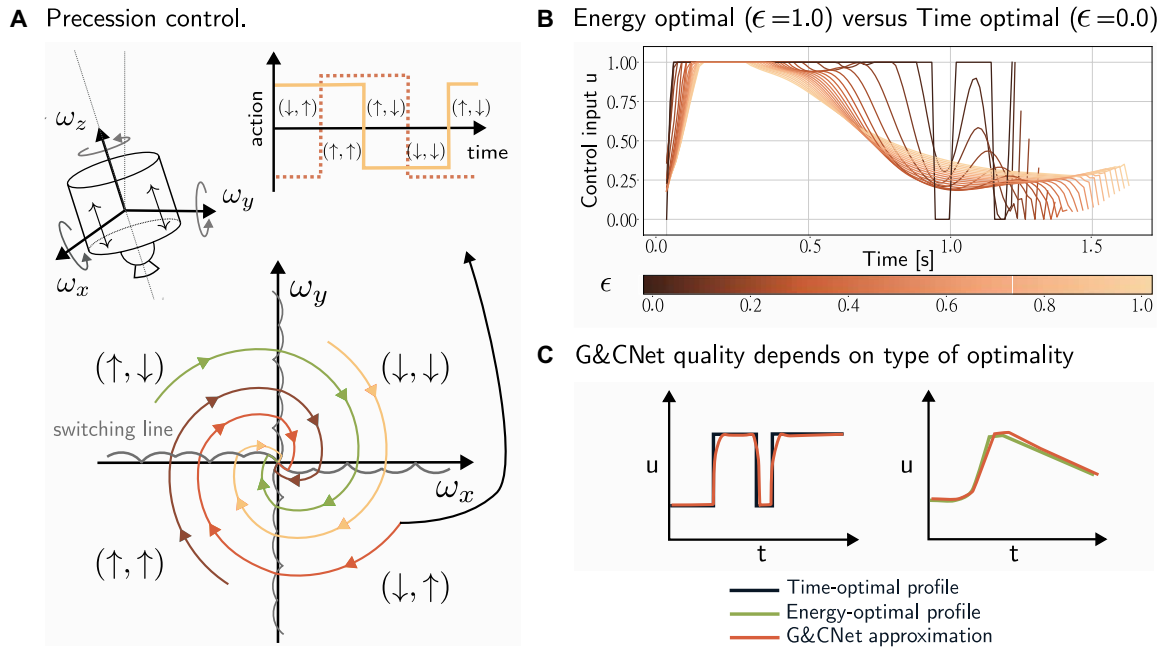 A Precession control.
ω_z
ω_y
ω_x
action
(↓,↑)
(↑,↓)
(↑,↓)
(↑,↑)
(↓,↓)
time
ω_y
(↑,↓)
(↓,↓)
switching line
ω_x
(↑,↑)
(↓,↑)
B Energy optimal (ϵ=1.0) versus Time optimal (ϵ=0.0)
Control input u
1.00
0.75
0.50
0.25
0.00
0.0 0.5 1.0 1.5
Time [s]
ϵ
0.0 0.2 0.4 0.6 0.8 1.0
C G&CNet quality depends on type of optimality
u
t
u
t
Time-optimal profile
Energy-optimal profile
G&CNet approximation